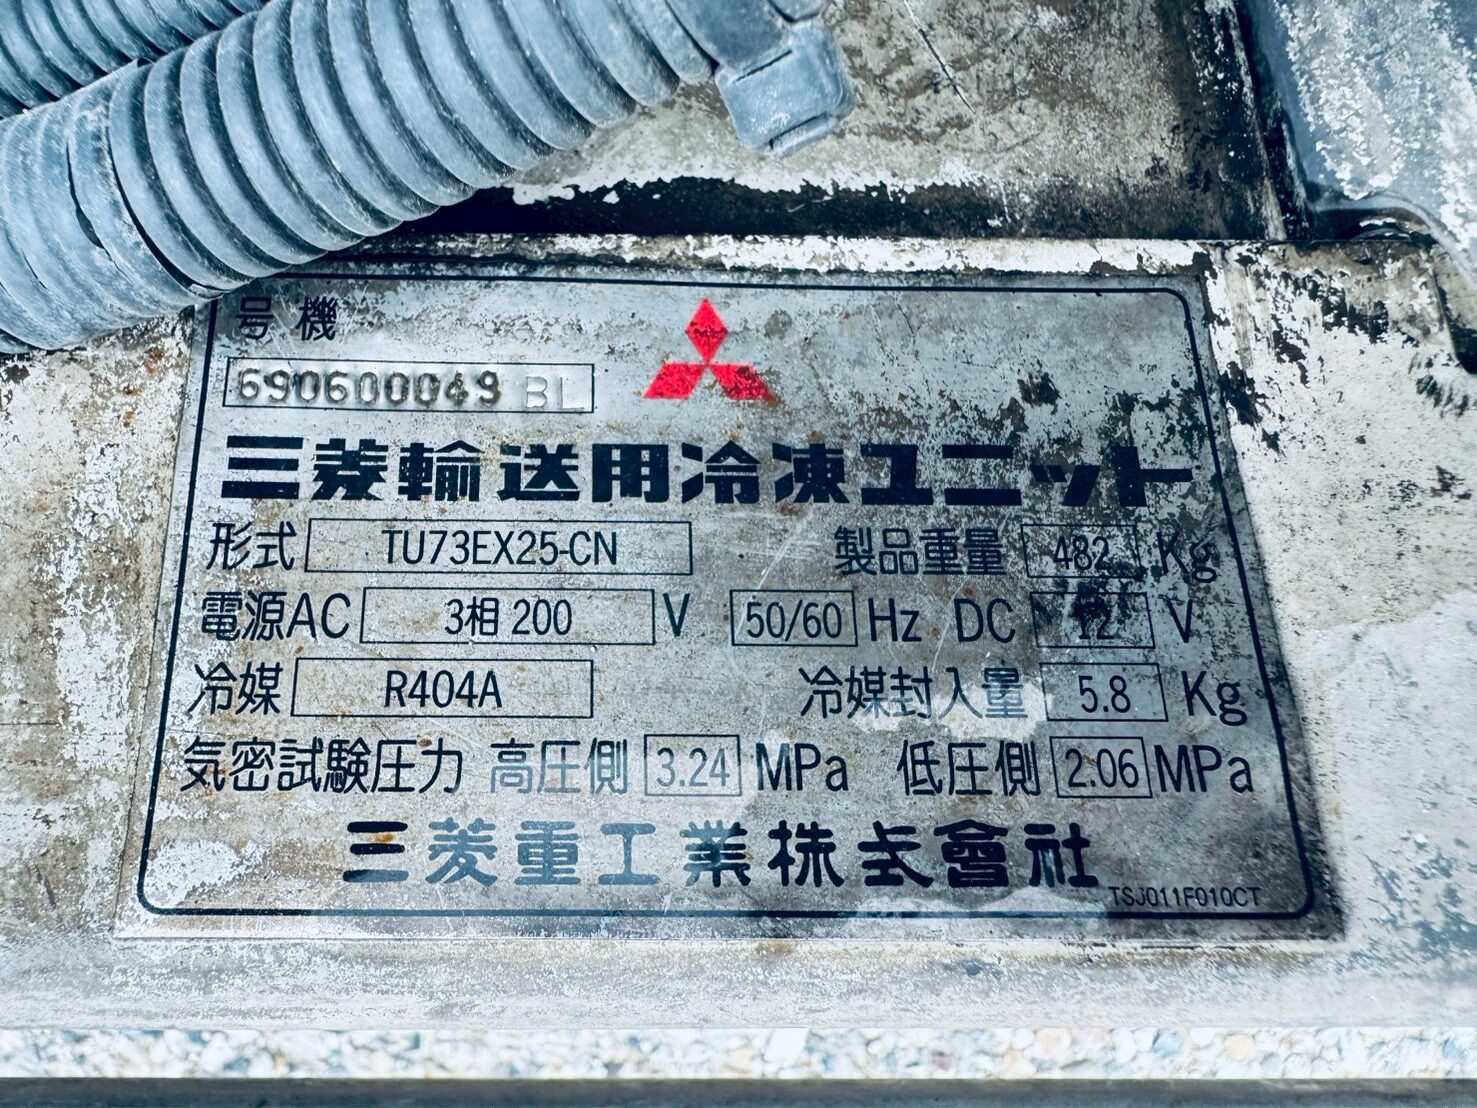 号機
690600049 BL
三菱輸送用冷凍ユニット
形式 TU73EX25-CN 製品重量 482 Kg
電源AC 3相 200 V 50/60 Hz DC 12 V
冷媒 R404A 冷媒封入量 5.8 Kg
気密試験圧力 高圧側 3.24 MPa 低圧側 2.06 MPa
三菱重工業株式會社
TSJ011F010CT